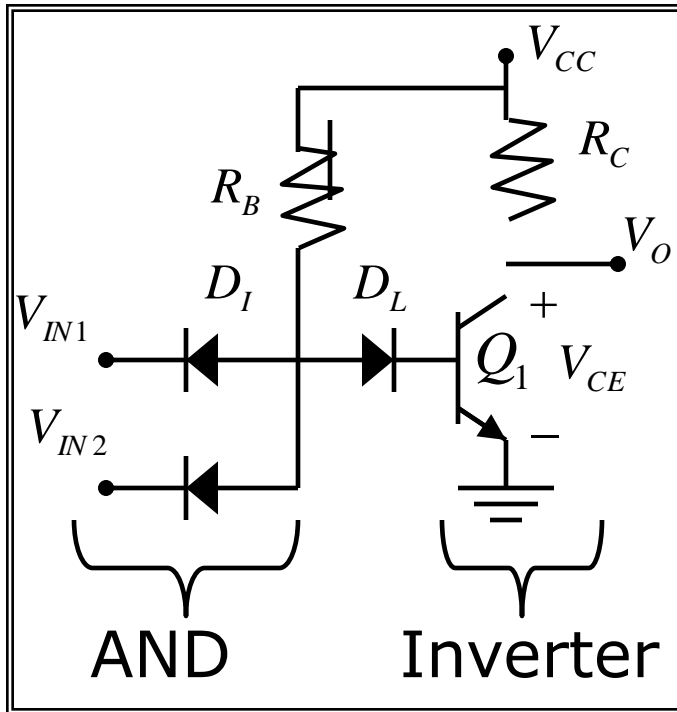 V_CC
R_C
R_B
V_O
D_I D_L
V_IN1
+
Q_1 V_CE
V_IN2
−
AND Inverter